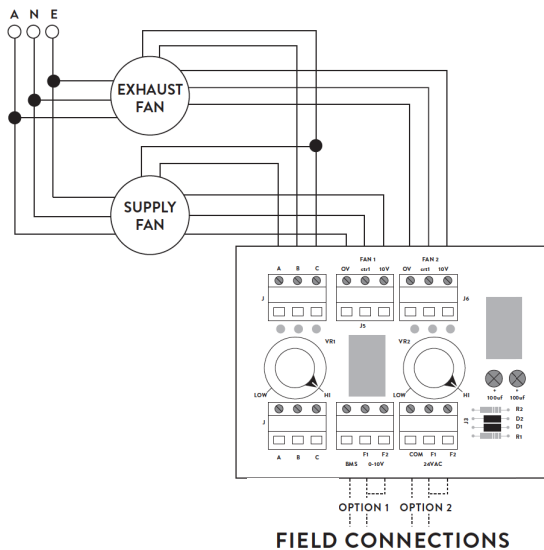 A N E
EXHAUST
FAN
SUPPLY
FAN
FAN 1 FAN 2
A B C 0V ctrl 10V 0V ctrl 10V
J J6
J5
VR1 VR2
LOW HI LOW HI
+ +
100uf 100uf
R2
D2
D1
R1
J J3
A B C F1 F2 COM F1 F2
BMS 0-10V 24VAC
OPTION 1 OPTION 2
FIELD CONNECTIONS